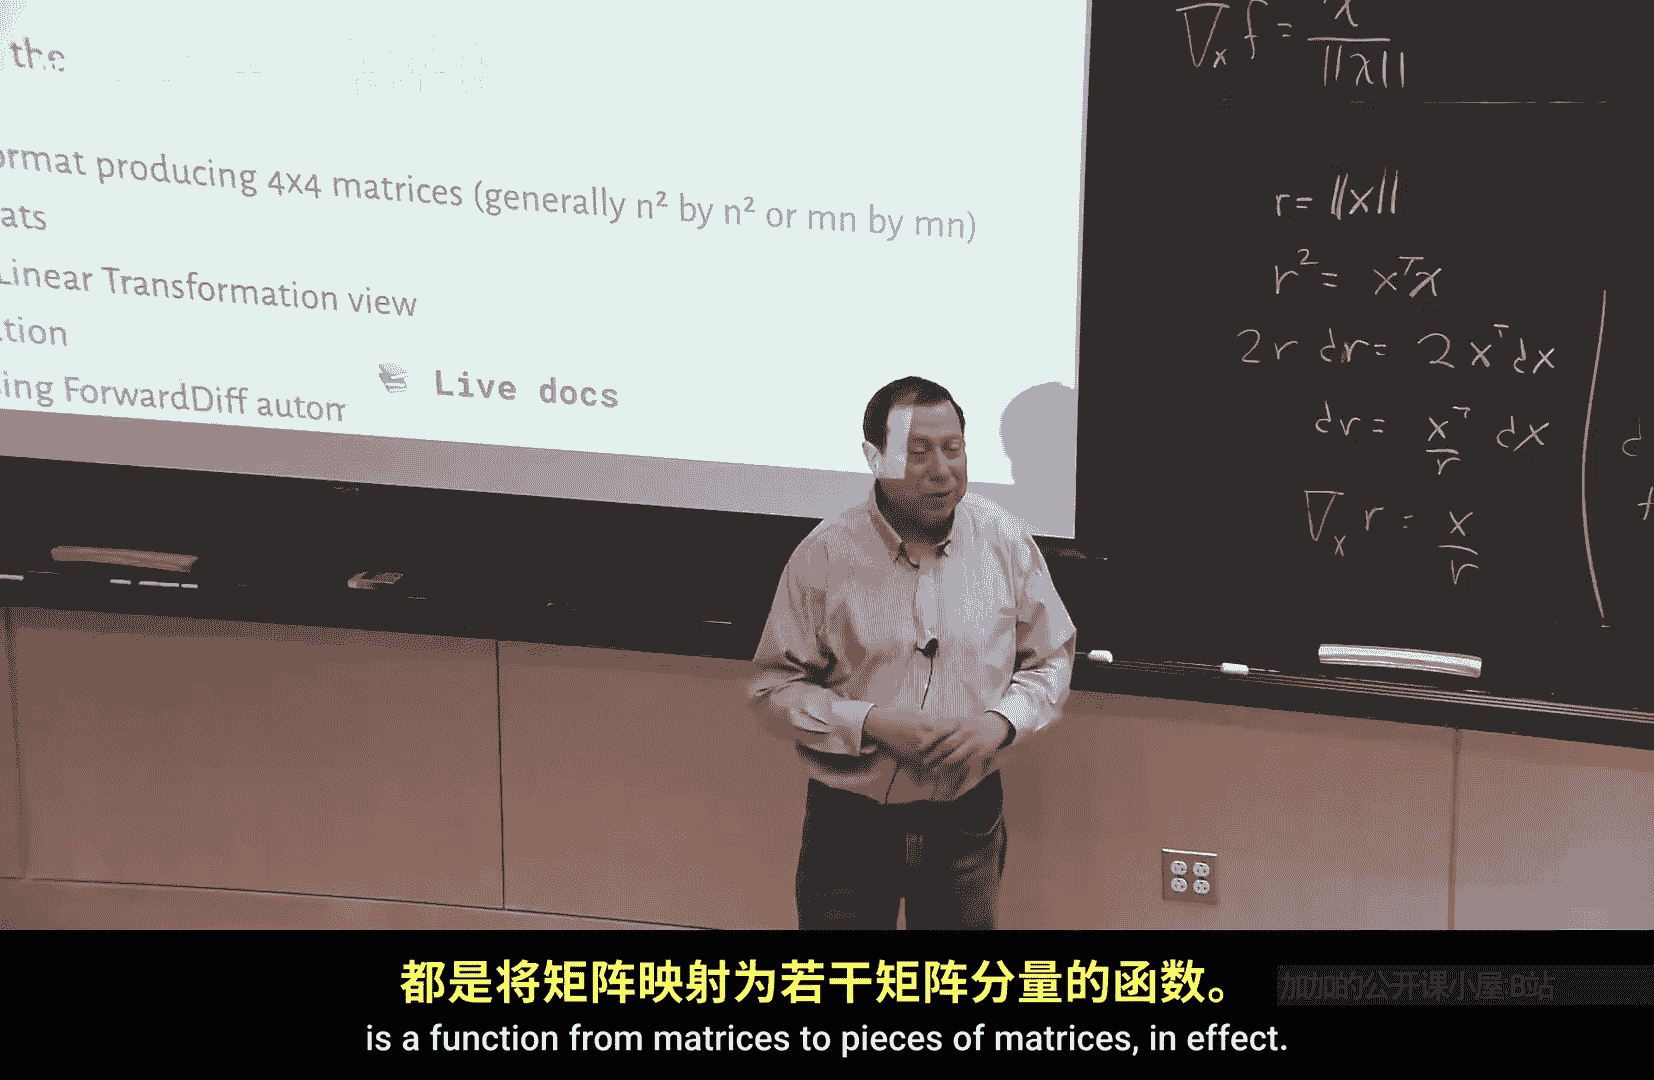 the
ormat producing 4x4 matrices (generally n² by n² or mn by mn)
ats
Linear Transformation view
tion
ing ForwardDiff autom
Live docs
∇ₓ f = x / ||x||
r = ||x||
r² = xᵀx
2r dr = 2xᵀdx
dr = xᵀ/r dx
∇ₓ r = x/r
d
都是将矩阵映射为若干矩阵分量的函数。
加加的公开课小屋:B站
is a function from matrices to pieces of matrices, in effect.